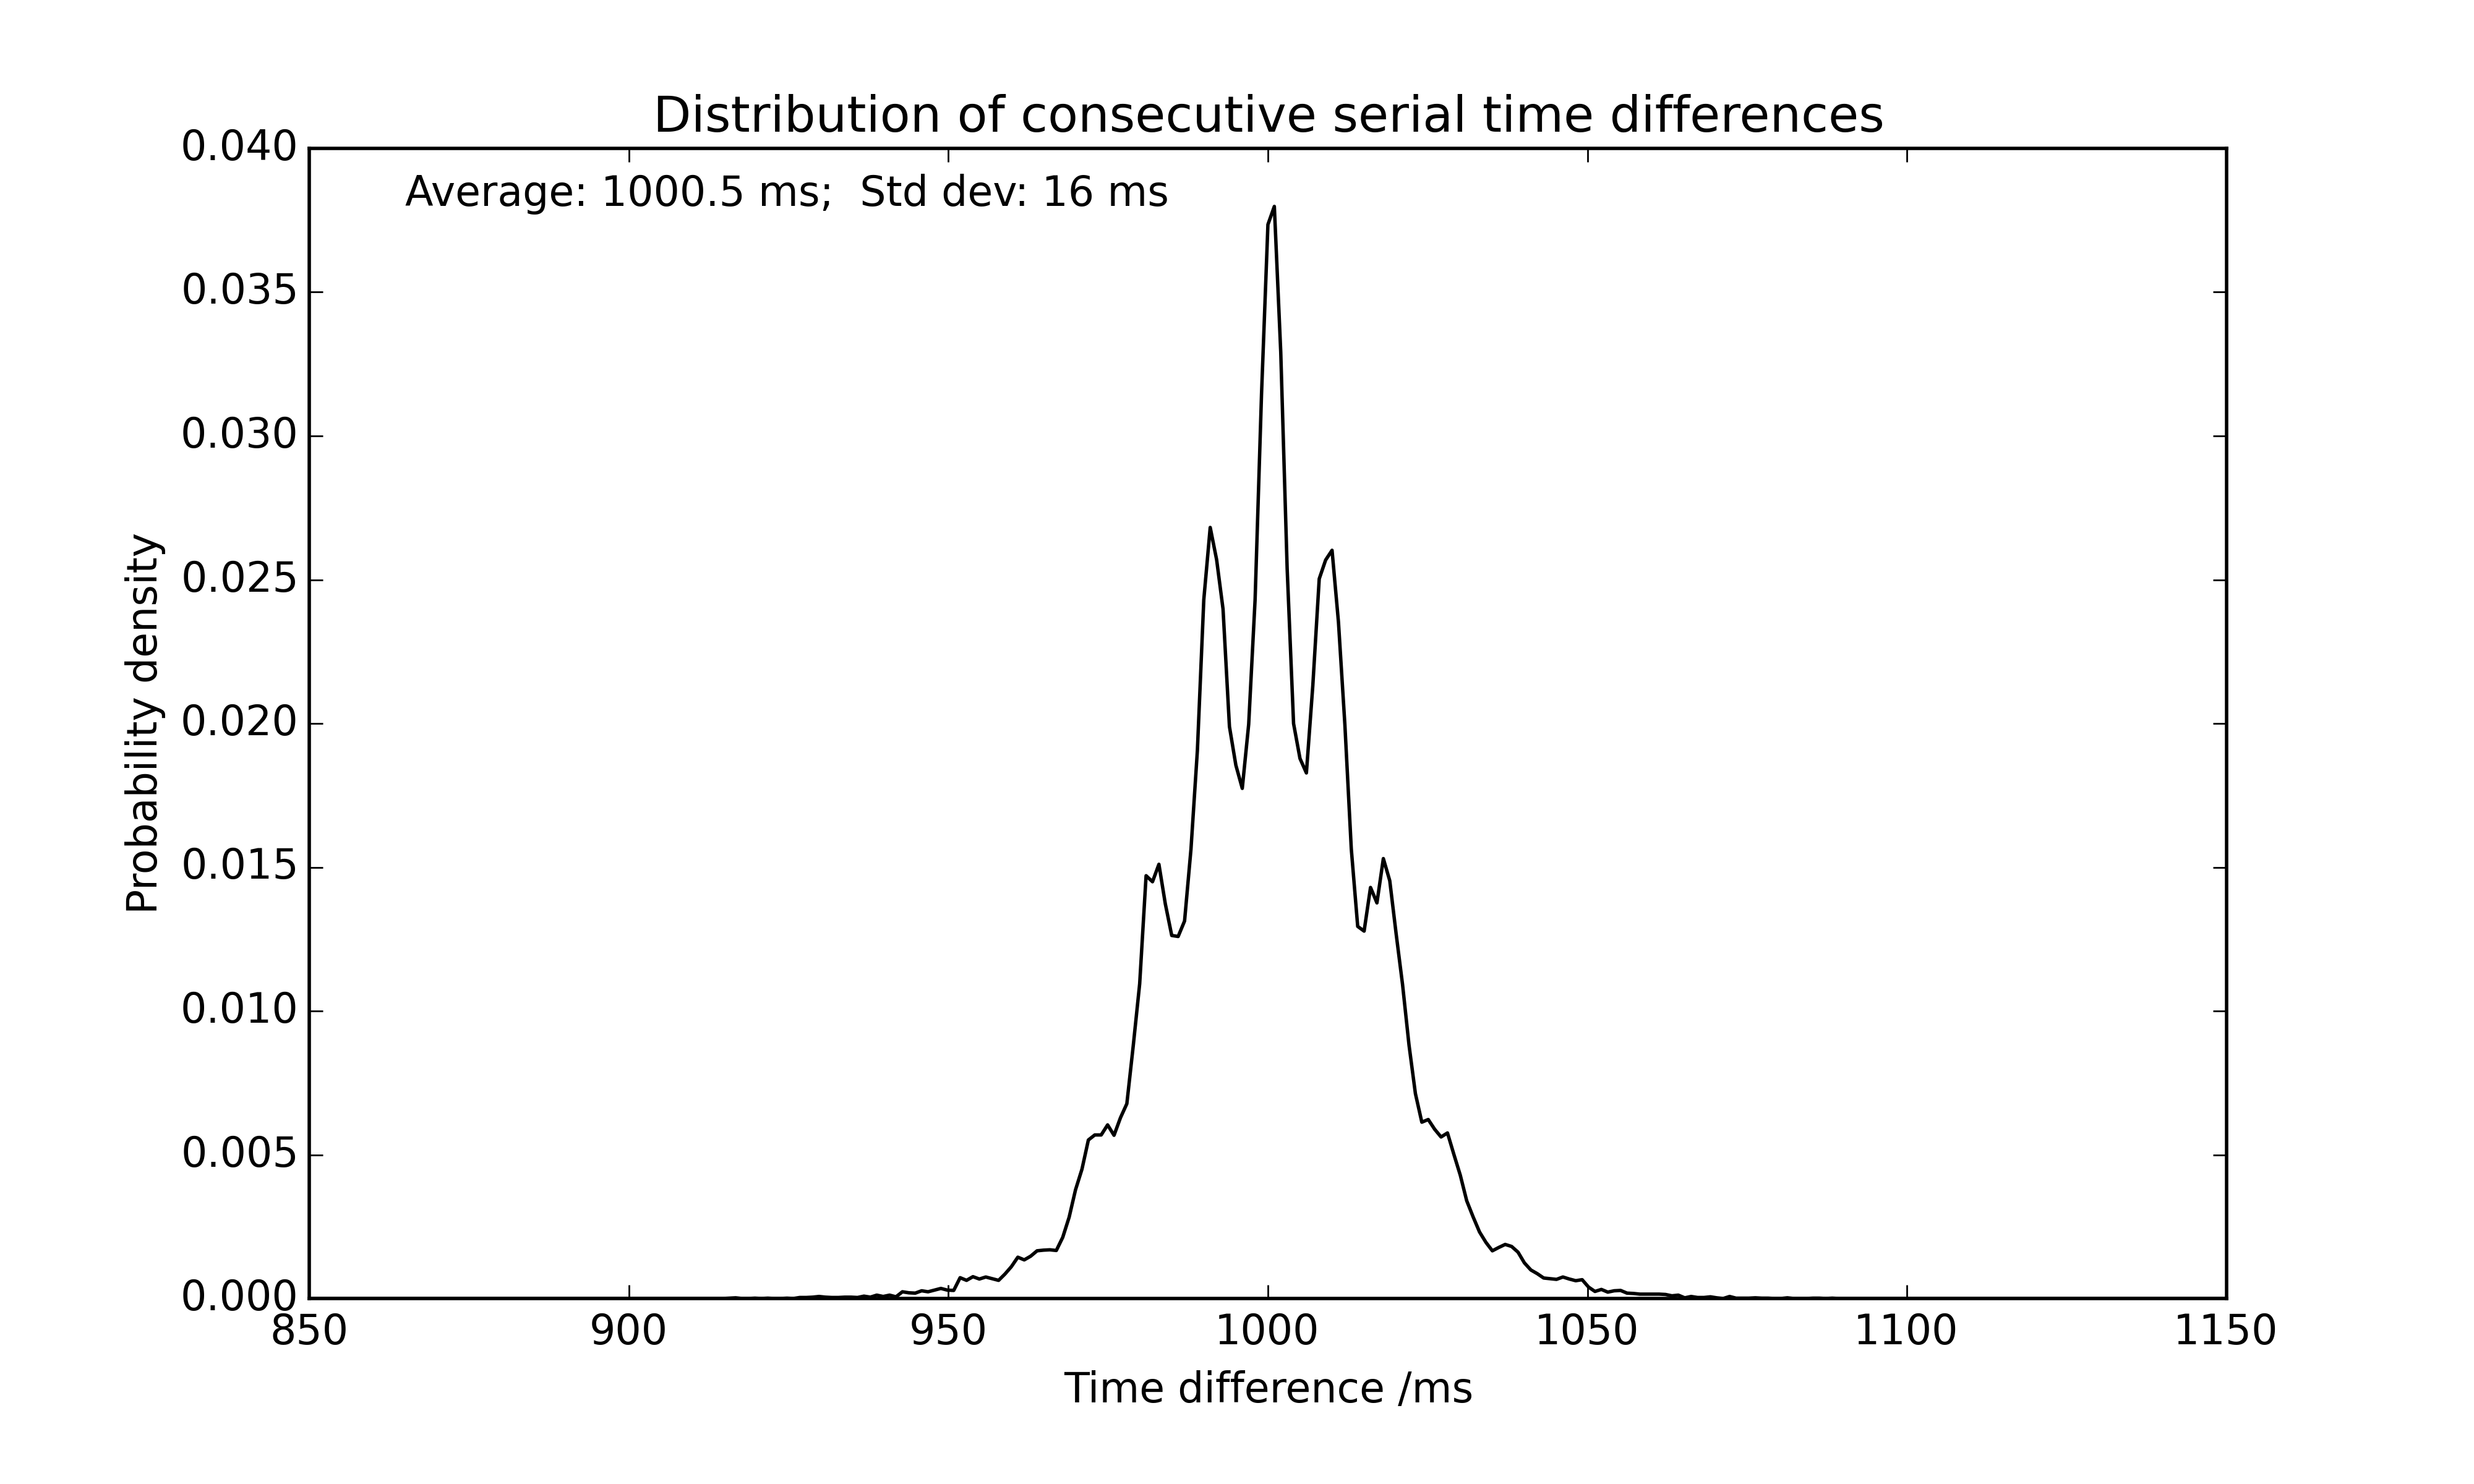 Distribution of consecutive serial time differences
Average: 1000.5 ms;  Std dev: 16 ms
0.040
0.035
0.030
0.025
0.020
0.015
0.010
0.005
0.000
Probability density
850 900 950 1000 1050 1100 1150
Time difference /ms